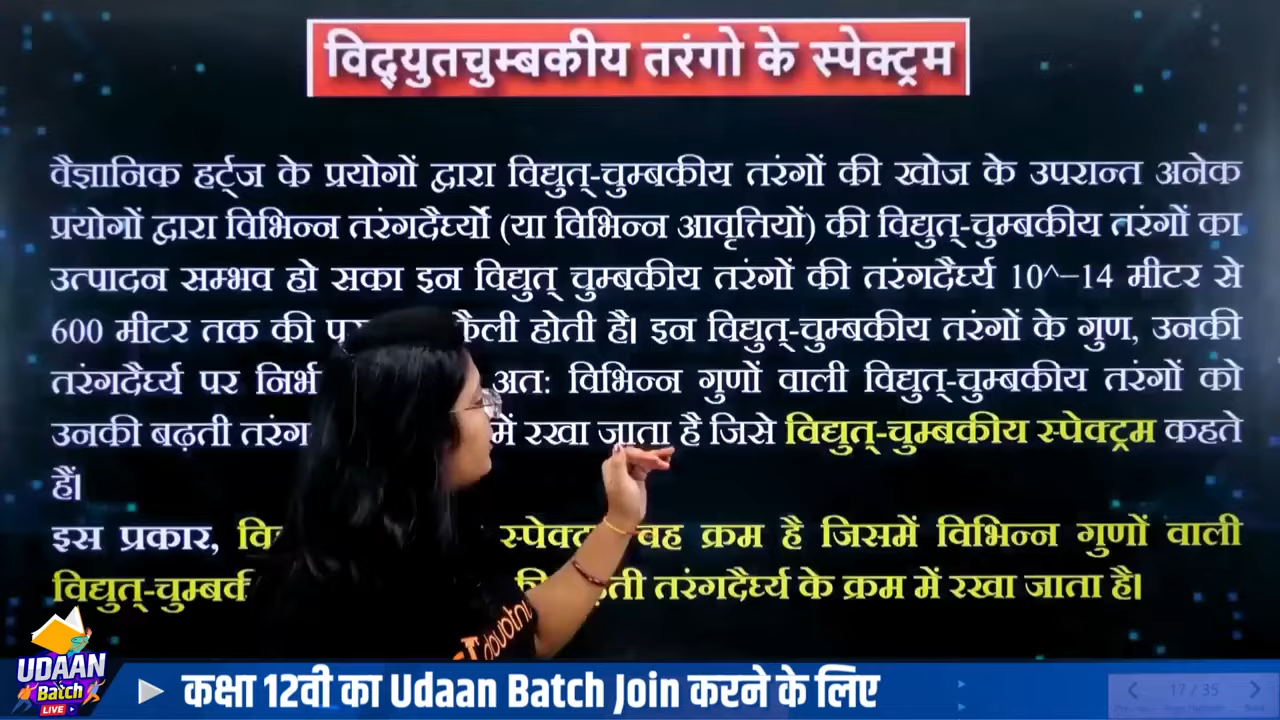 विद्युतचुम्बकीय तरंगो के स्पेक्ट्रम
वैज्ञानिक हर्ट्ज के प्रयोगों द्वारा विद्युत्-चुम्बकीय तरंगों की खोज के उपरान्त अनेक
प्रयोगों द्वारा विभिन्न तरंगदैर्घ्यो (या विभिन्न आवृत्तियों) की विद्युत्-चुम्बकीय तरंगों का
उत्पादन सम्भव हो सका इन विद्युत् चुम्बकीय तरंगों की तरंगदैर्घ्य 10^–14 मीटर से
600 मीटर तक की फैली होती है। इन विद्युत्-चुम्बकीय तरंगों के गुण, उनकी
तरंगदैर्घ्य पर अत: विभिन्न गुणों वाली विद्युत्-चुम्बकीय तरंगों को
उनकी बढ़ती में रखा जाता है जिसे विद्युत्-चुम्बकीय स्पेक्ट्रम कहते
हैं।
इस प्रकार, वह क्रम है जिसमें विभिन्न गुणों वाली
तरंगदैर्घ्य के क्रम में रखा जाता है।
doubtnut
UDAAN
Batch
LIVE
कक्षा 12वी का Udaan Batch Join करने के लिए
17 / 35